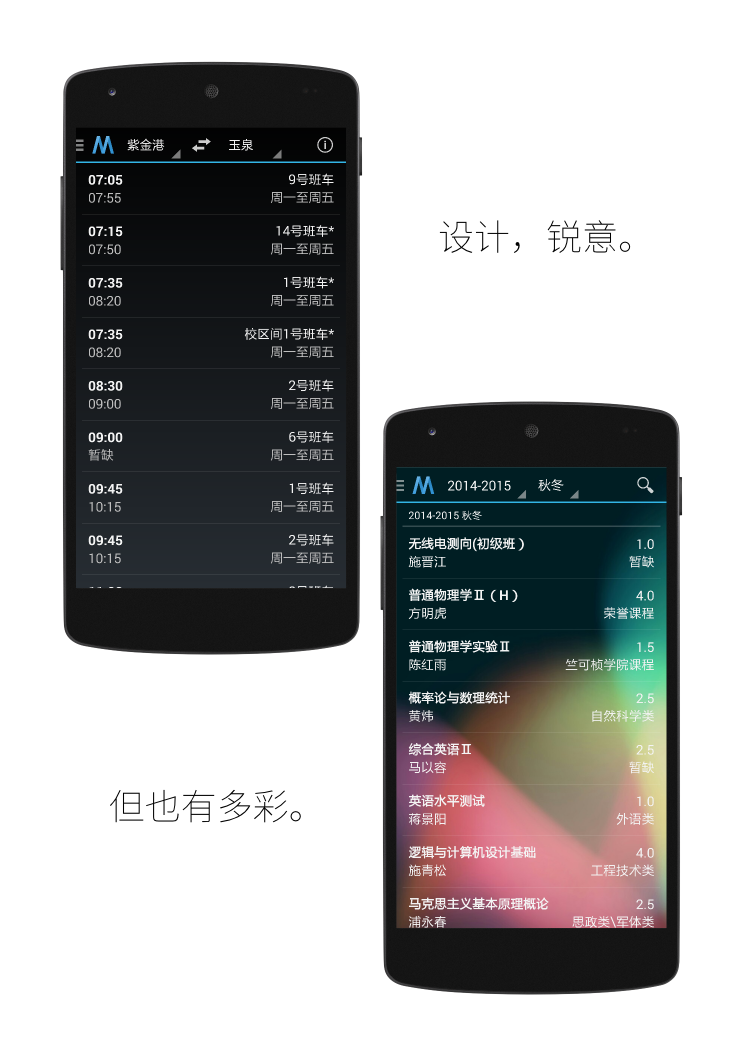 紫金港 玉泉
07:05 9号班车
07:55 周一至周五
07:15 14号班车*
07:50 周一至周五
07:35 1号班车*
08:20 周一至周五
07:35 校区间1号班车*
08:20 周一至周五
08:30 2号班车
09:00 周一至周五
09:00 6号班车
暂缺 周一至周五
09:45 1号班车
10:15 周一至周五
09:45 2号班车
10:15 周一至周五
设计，锐意。
2014-2015 秋冬
2014-2015 秋冬
无线电测向(初级班） 1.0
施晋江 暂缺
普通物理学Ⅱ（H） 4.0
方明虎 荣誉课程
普通物理学实验Ⅱ 1.5
陈红雨 竺可桢学院课程
概率论与数理统计 2.5
黄炜 自然科学类
综合英语Ⅱ 2.5
马以容 暂缺
英语水平测试 1.0
蒋景阳 外语类
逻辑与计算机设计基础 4.0
施青松 工程技术类
马克思主义基本原理概论 2.5
浦永春 思政类\军体类
但也有多彩。